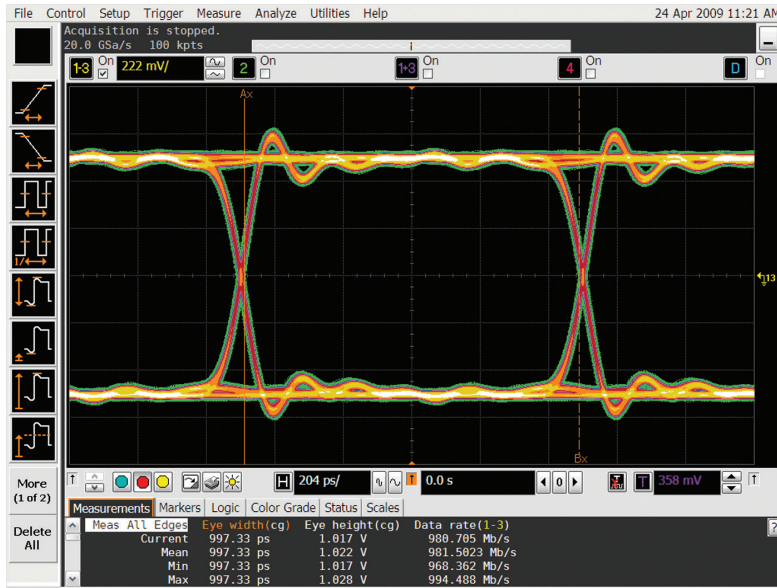 File Control Setup Trigger Measure Analyze Utilities Help 24 Apr 2009 11:21 AM
Acquisition is stopped.
20.0 GSa/s 100 kpts
1-3 On 222 mV/ 2 On 1+3 On 4 On D On
Ax
13
Bx
More
(1 of 2)
Delete
All
H 204 ps/ 0.0 s 0 T 358 mV
Measurements Markers Logic Color Grade Status Scales
Meas All Edges Eye width(cg) Eye height(cg) Data rate(1-3)
Current 997.33 ps 1.017 V 980.705 Mb/s
Mean 997.33 ps 1.022 V 981.5023 Mb/s
Min 997.33 ps 1.017 V 968.362 Mb/s
Max 997.33 ps 1.028 V 994.488 Mb/s